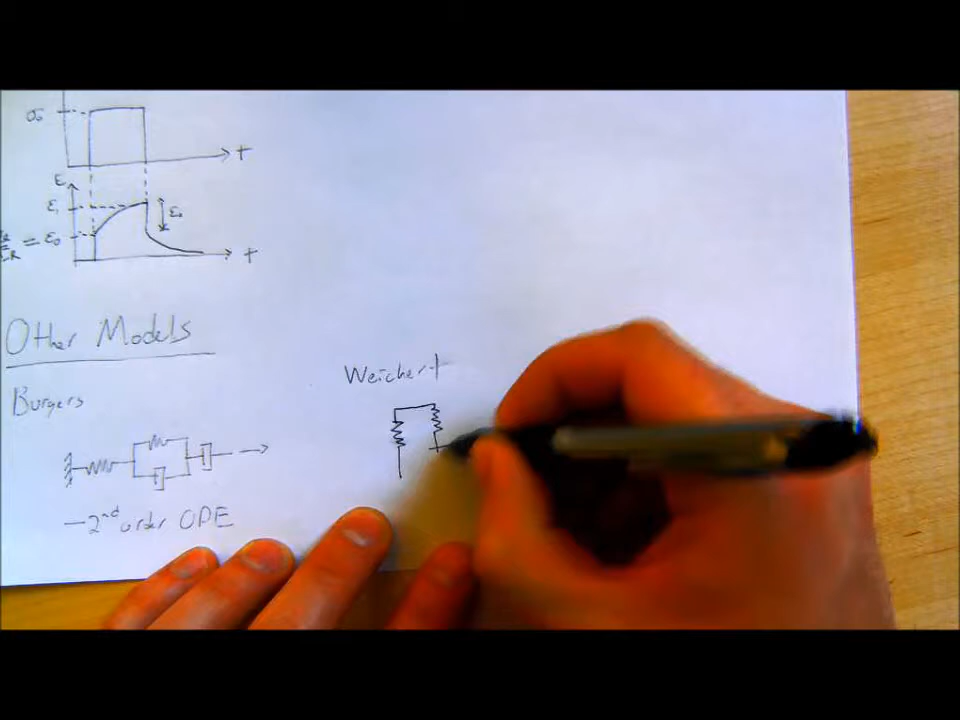 σ₀
t
ε
ε₁
ε₀
= ε₀
t
Other Models
Burgers
Weichert
—2nd order ODE